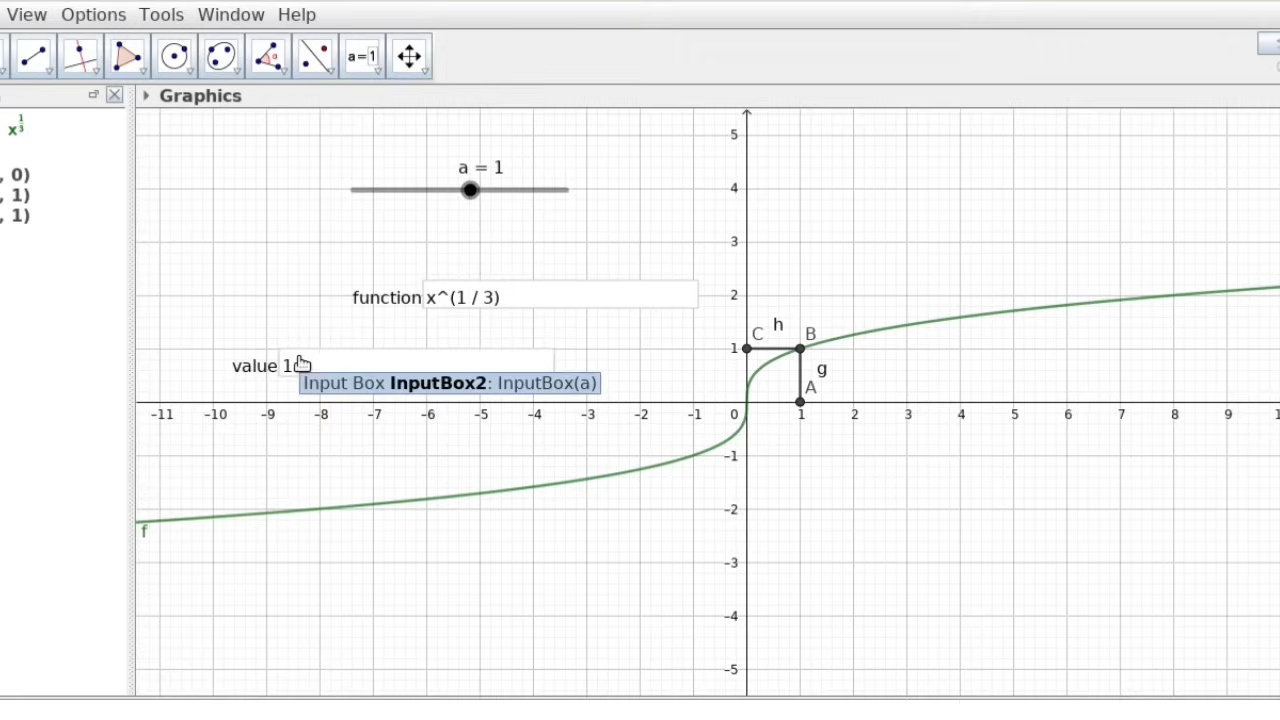 View Options Tools Window Help
a=1
Graphics
x^1/3
, 0)
, 1)
, 1)
a = 1
function x^(1 / 3)
value 1
Input Box InputBox2: InputBox(a)
5
4
3
2
1
C h B
g
A
–11 –10 –9 –8 –7 –6 –5 –4 –3 –2 –1 0 1 2 3 4 5 6 7 8 9 1
–1
–2
–3
–4
–5
f